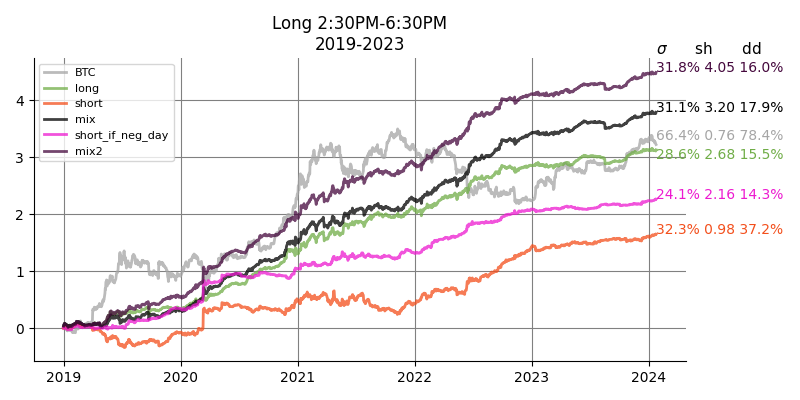 Long 2:30PM-6:30PM
2019-2023
σ sh dd
BTC
long
short
mix
short_if_neg_day
mix2
31.8% 4.05 16.0%
31.1% 3.20 17.9%
66.4% 0.76 78.4%
28.6% 2.68 15.5%
24.1% 2.16 14.3%
32.3% 0.98 37.2%
4
3
2
1
0
2019 2020 2021 2022 2023 2024